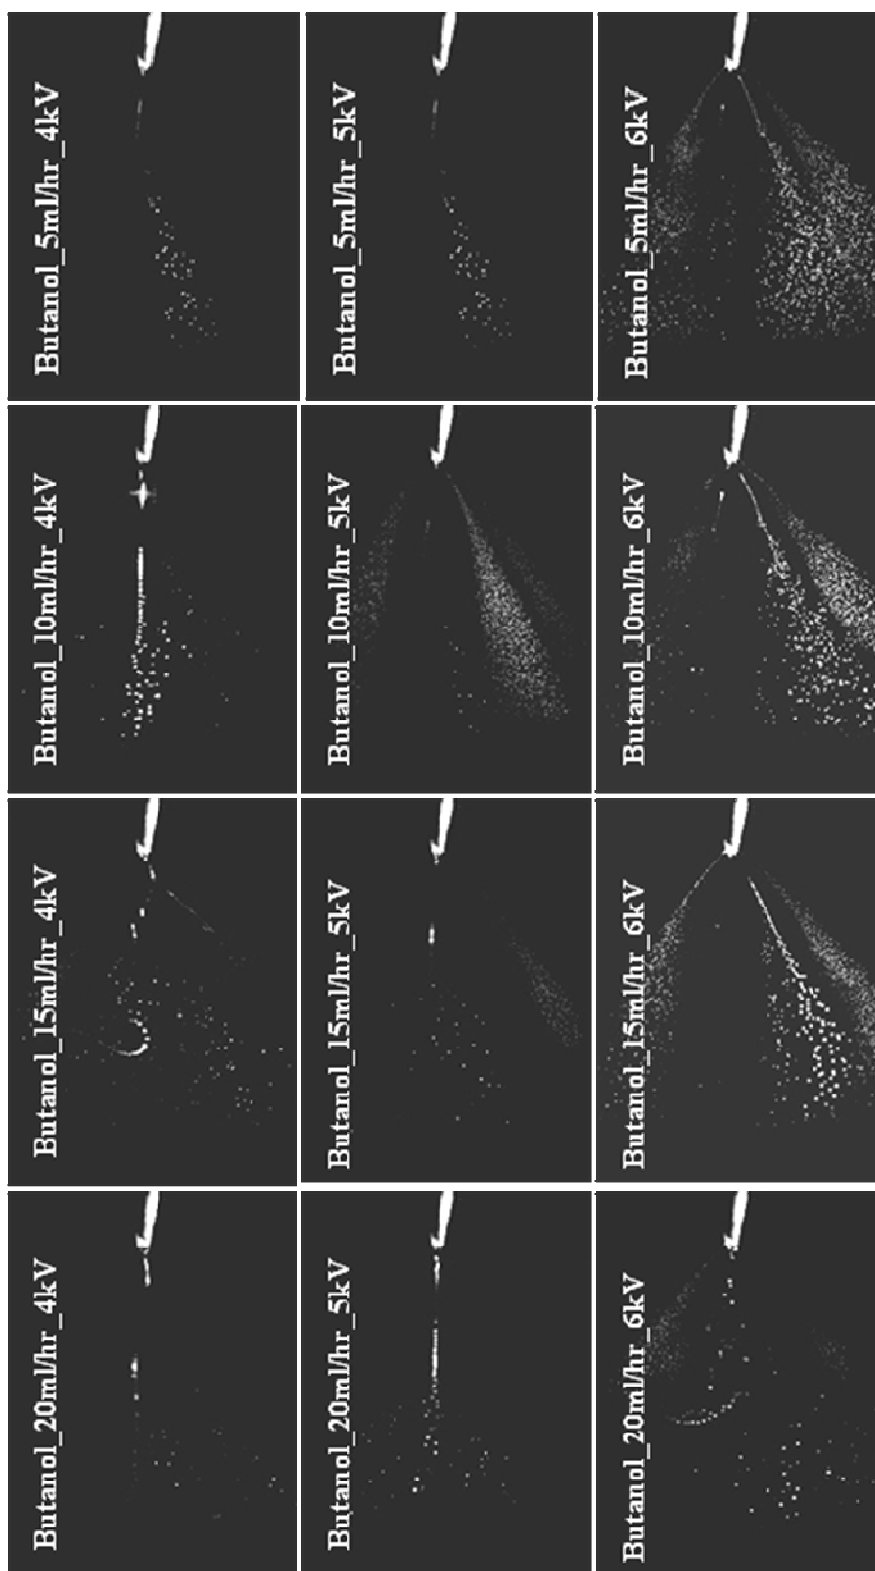 Butanol_5ml/hr_4kV
Butanol_5ml/hr_5kV
Butanol_5ml/hr_6kV
Butanol_10ml/hr_4kV
Butanol_10ml/hr_5kV
Butanol_10ml/hr_6kV
Butanol_15ml/hr_4kV
Butanol_15ml/hr_5kV
Butanol_15ml/hr_6kV
Butanol_20ml/hr_4kV
Butanol_20ml/hr_5kV
Butanol_20ml/hr_6kV